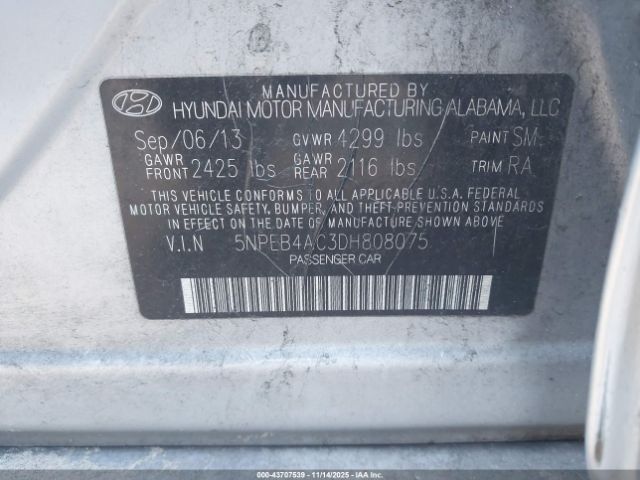 MANUFACTURED BY
HYUNDAI MOTOR MANUFACTURING ALABAMA, LLC
Sep/06/13 GVWR 4299 lbs PAINT SM
GAWR FRONT 2425 lbs GAWR REAR 2116 lbs TRIM RA
THIS VEHICLE CONFORMS TO ALL APPLICABLE U.S.A. FEDERAL
MOTOR VEHICLE SAFETY, BUMPER, AND THEFT-PREVENTION STANDARDS
IN EFFECT ON THE DATE OF MANUFACTURE SHOWN ABOVE
V.I.N 5NPEB4AC3DH808075
PASSENGER CAR
000-43707539 - 11/14/2025 - IAAI.COM